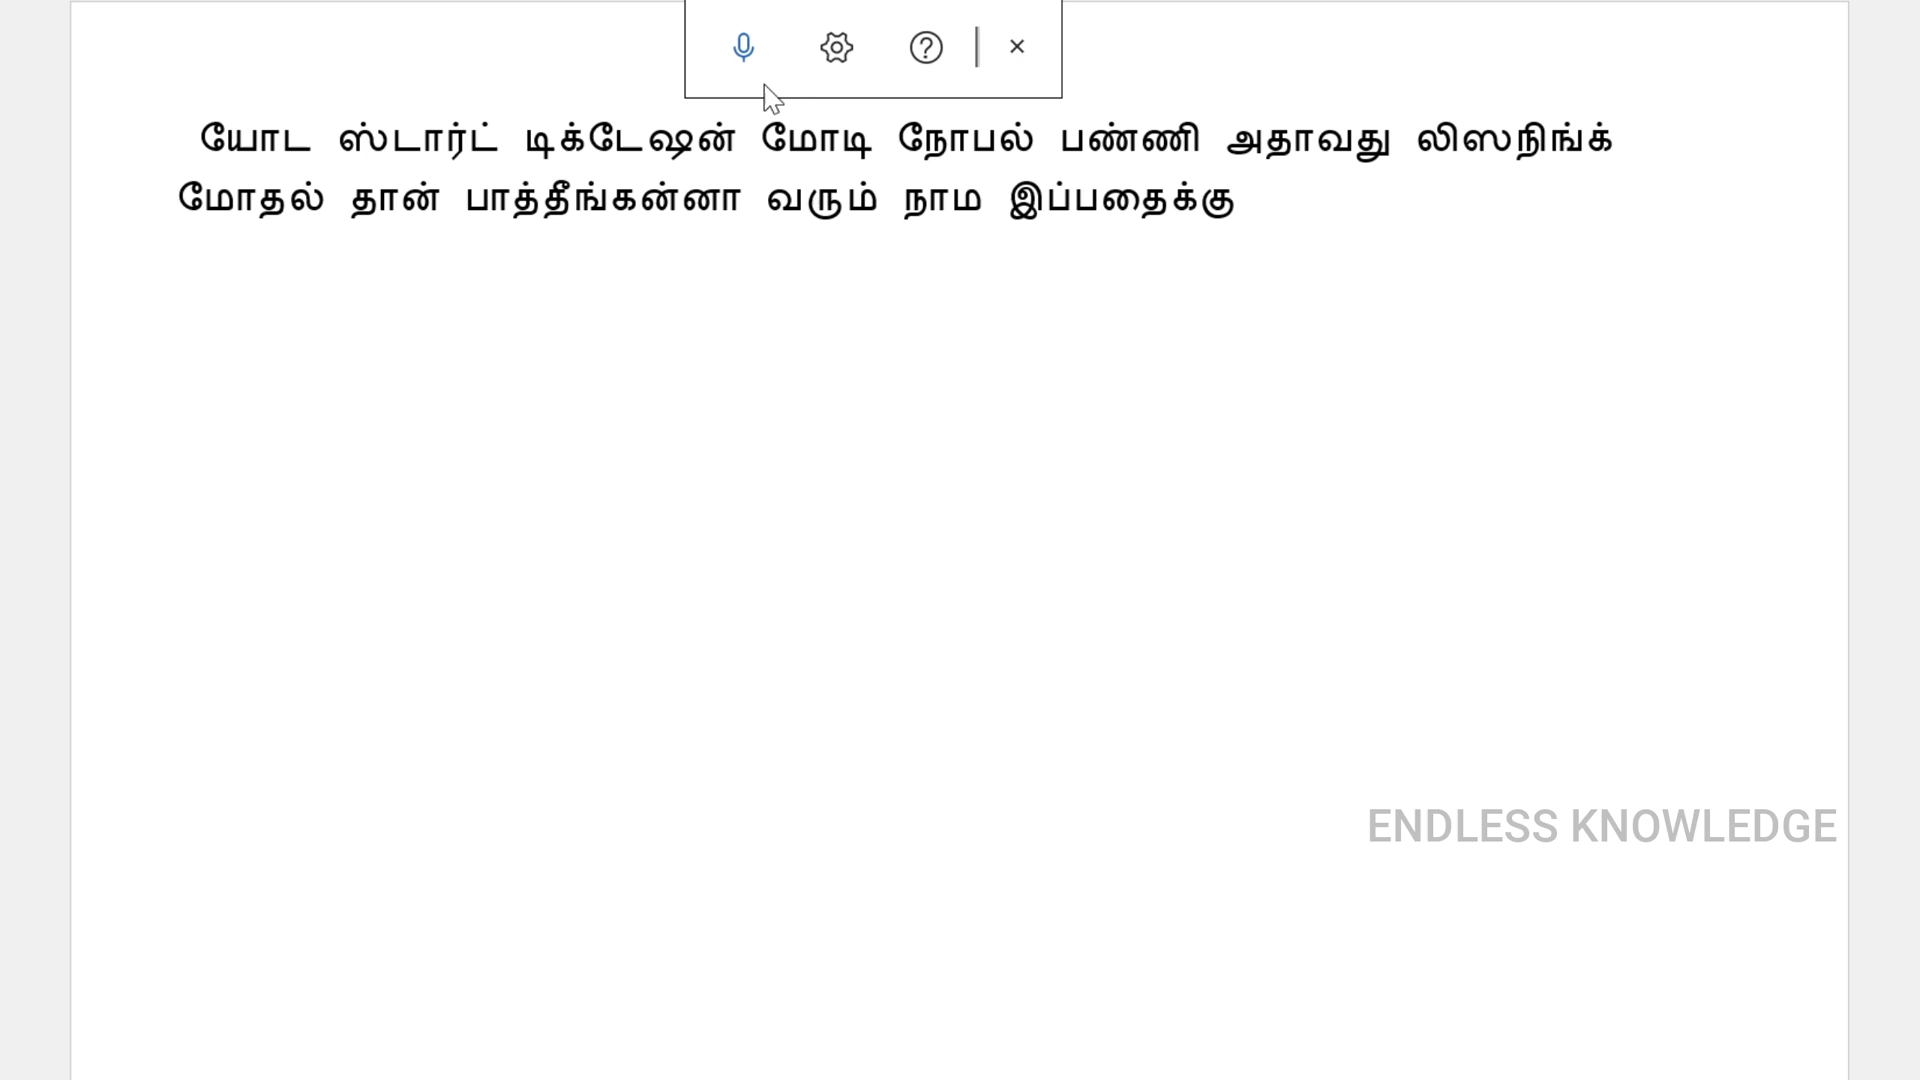 யோட ஸ்டார்ட் டிக்டேஷன் மோடி நோபல் பண்ணி அதாவது லிஸநிங்க்
மோதல் தான் பாத்தீங்கன்னா வரும் நாம இப்பதைக்கு
ENDLESS KNOWLEDGE